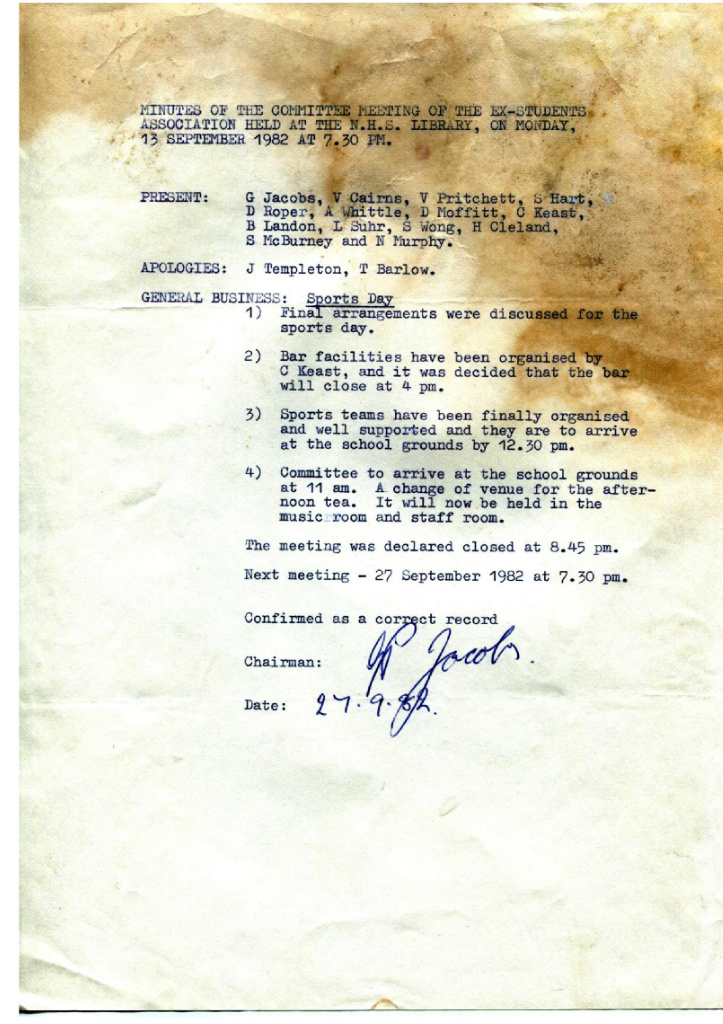 MINUTES OF THE COMMITTEE MEETING OF THE EX-STUDENTS
ASSOCIATION HELD AT THE N.H.S. LIBRARY, ON MONDAY,
13 SEPTEMBER 1982 AT 7.30 PM.
PRESENT: G Jacobs, V Cairns, V Pritchett, S Hart,
D Roper, A Whittle, D Moffitt, C Keast,
B Landon, L Suhr, S Wong, H Cleland,
S McBurney and N Murphy.
APOLOGIES: J Templeton, T Barlow.
GENERAL BUSINESS: Sports Day
1) Final arrangements were discussed for the
sports day.
2) Bar facilities have been organised by
C Keast, and it was decided that the bar
will close at 4 pm.
3) Sports teams have been finally organised
and well supported and they are to arrive
at the school grounds by 12.30 pm.
4) Committee to arrive at the school grounds
at 11 am. A change of venue for the after-
noon tea. It will now be held in the
music room and staff room.
The meeting was declared closed at 8.45 pm.
Next meeting - 27 September 1982 at 7.30 pm.
Confirmed as a correct record
Chairman: Jacobs.
Date: 27.9.82.